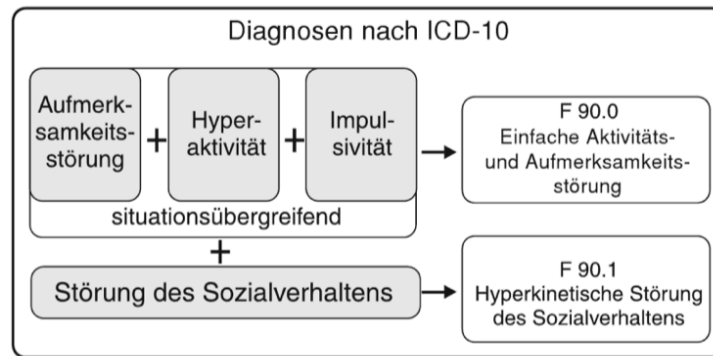 Diagnosen nach ICD-10
Aufmerk-
samkeits-
störung
+
Hyper-
aktivität
+
Impul-
sivität
situationsübergreifend
F 90.0
Einfache Aktivitäts-
und Aufmerksamkeits-
störung
+
Störung des Sozialverhaltens
F 90.1
Hyperkinetische Störung
des Sozialverhaltens